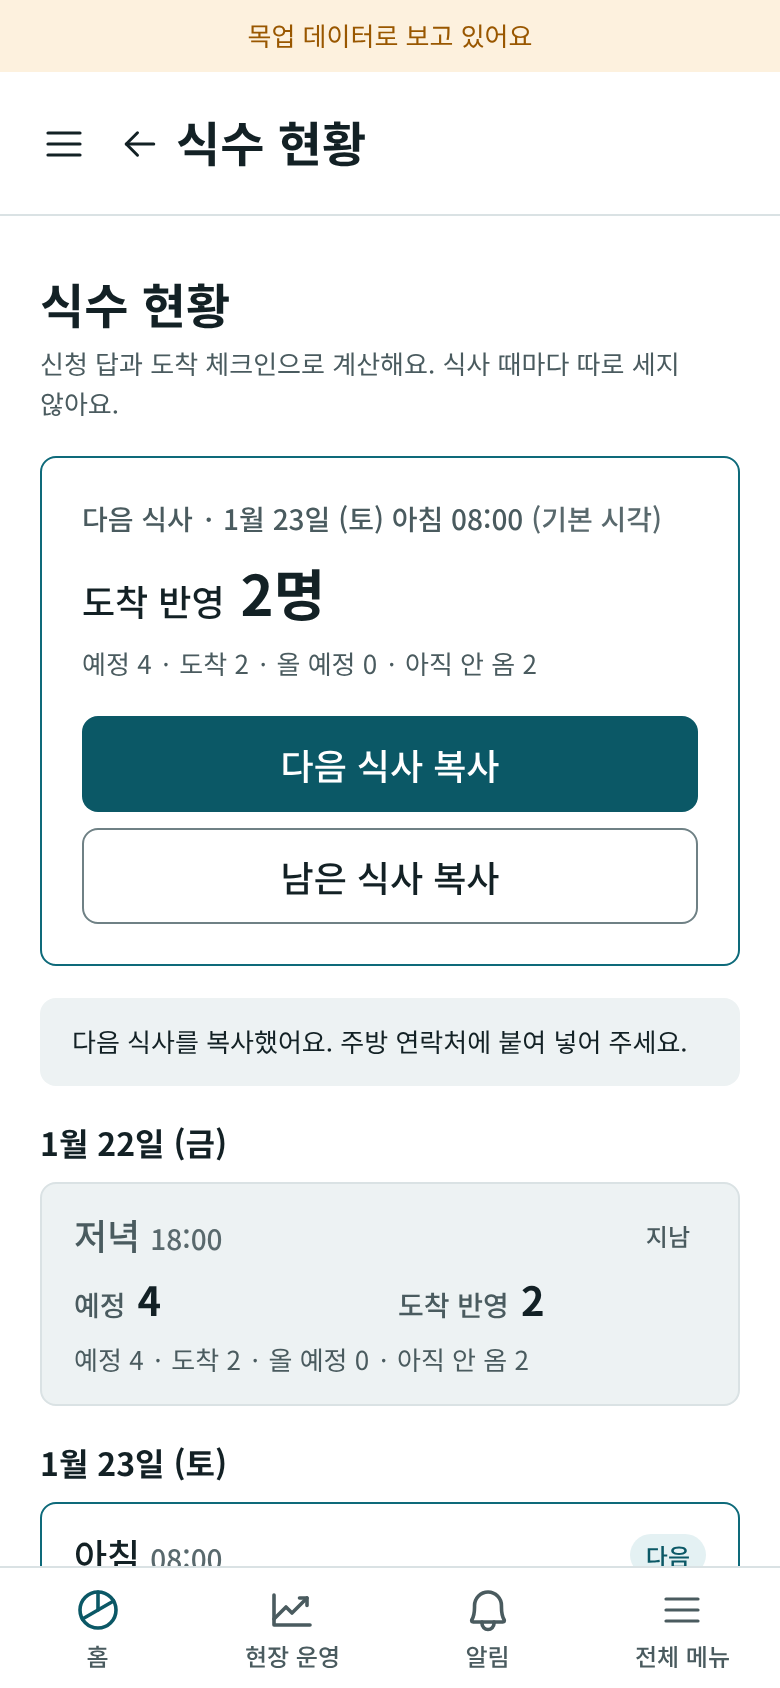 목업 데이터로 보고 있어요
식수 현황
식수 현황
신청 답과 도착 체크인으로 계산해요. 식사 때마다 따로 세지
않아요.
다음 식사 · 1월 23일 (토) 아침 08:00 (기본 시각)
도착 반영 2명
예정 4 · 도착 2 · 올 예정 0 · 아직 안 옴 2
다음 식사 복사
남은 식사 복사
다음 식사를 복사했어요. 주방 연락처에 붙여 넣어 주세요.
1월 22일 (금)
저녁 18:00 지남
예정 4 도착 반영 2
예정 4 · 도착 2 · 올 예정 0 · 아직 안 옴 2
1월 23일 (토)
아침 08:00 다음
홈 현장 운영 알림 전체 메뉴